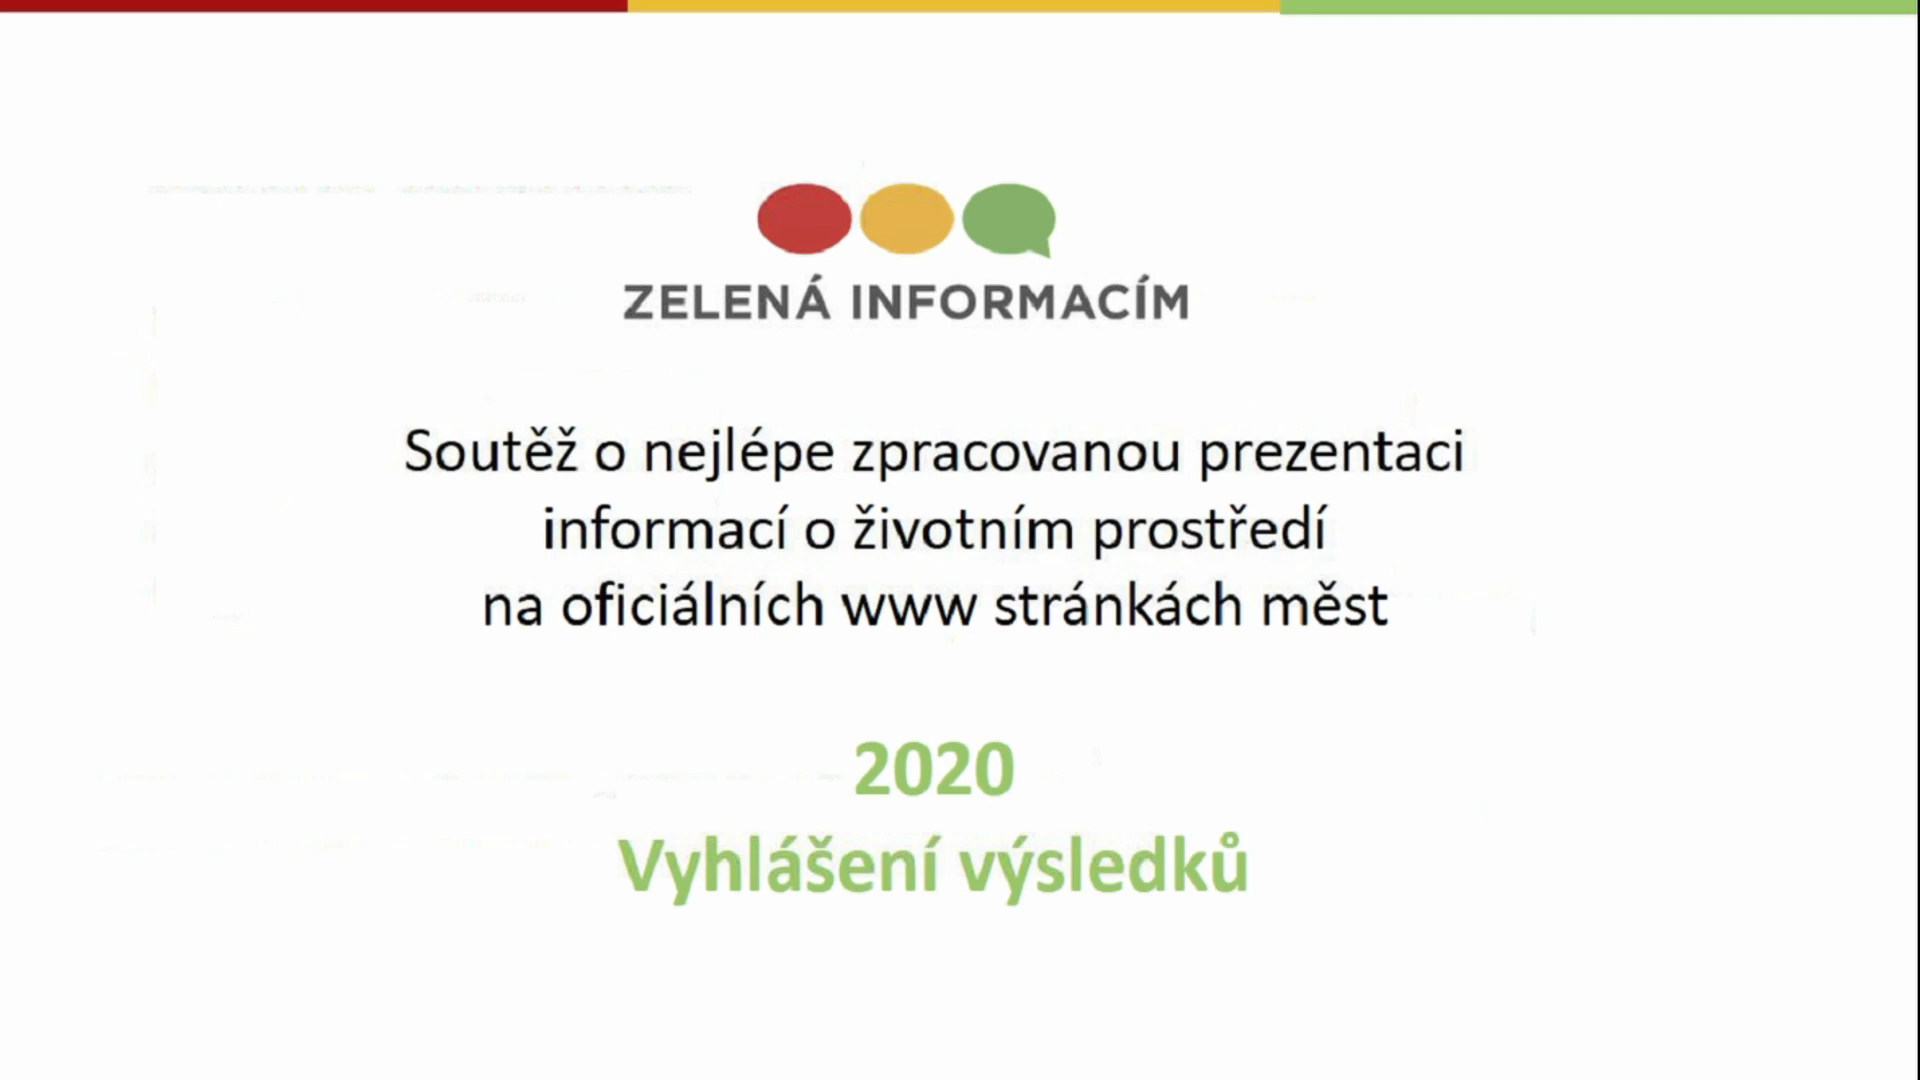 ZELENÁ INFORMACÍM
Soutěž o nejlépe zpracovanou prezentaci
informací o životním prostředí
na oficiálních www stránkách měst
2020
Vyhlášení výsledků